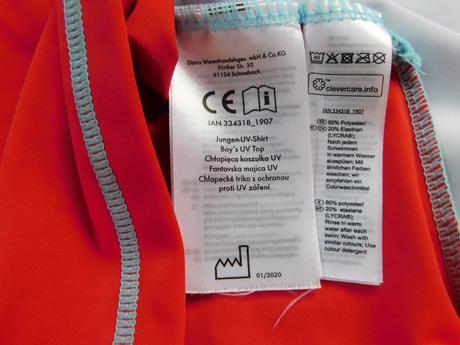 Distra Warenhandelsges. mbH & Co.KG
Fürther Str. 30
91126 Schwabach
CE
IAN 334318_1907
Jungen-UV-Shirt
Boy's UV Top
Chłopięca koszulka UV
Fantovska majica UV
Chlapecké triko s ochranou
proti UV záření
01/2020
40
clevercare.info
IAN 334318_1907
80% Polyester/
20% Elasthan
(LYCRA®);
Nach jedem
Schwimmen
in warmem Wasser
auswaschen; Mit
ähnlichen Farben
waschen; wir
empfehlen ein
Colorwaschmittel
80% polyester/
20% elastane
(LYCRA®);
Rinse in warm
water after each
swim; Wash with
similar colours; Use
colour detergent